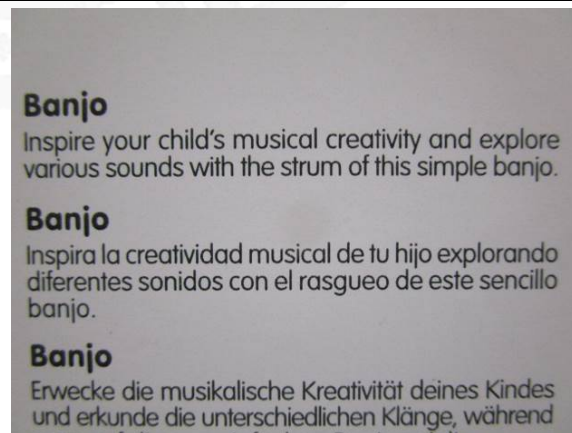 Banjo
Inspire your child's musical creativity and explore
various sounds with the strum of this simple banjo.
Banjo
Inspira la creatividad musical de tu hijo explorando
diferentes sonidos con el rasgueo de este sencillo
banjo.
Banjo
Erwecke die musikalische Kreativität deines Kindes
und erkunde die unterschiedlichen Klänge, während